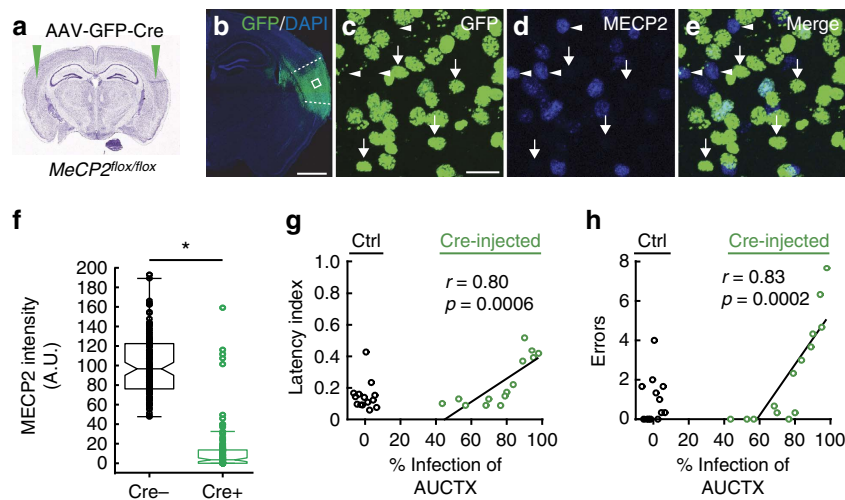 a
AAV-GFP-Cre
MeCP2flox/flox
b GFP/DAPI
c GFP
d MECP2
e Merge
f
*
MECP2 intensity
(A.U.)
200
180
160
140
120
100
80
60
40
20
0
Cre– Cre+
g
Ctrl Cre-injected
r = 0.80
p = 0.0006
Latency index
1.0
0.8
0.6
0.4
0.2
0
0 20 40 60 80 100
% Infection of
AUCTX
h
Ctrl Cre-injected
r = 0.83
p = 0.0002
Errors
8
6
4
2
0
0 20 40 60 80 100
% Infection of
AUCTX